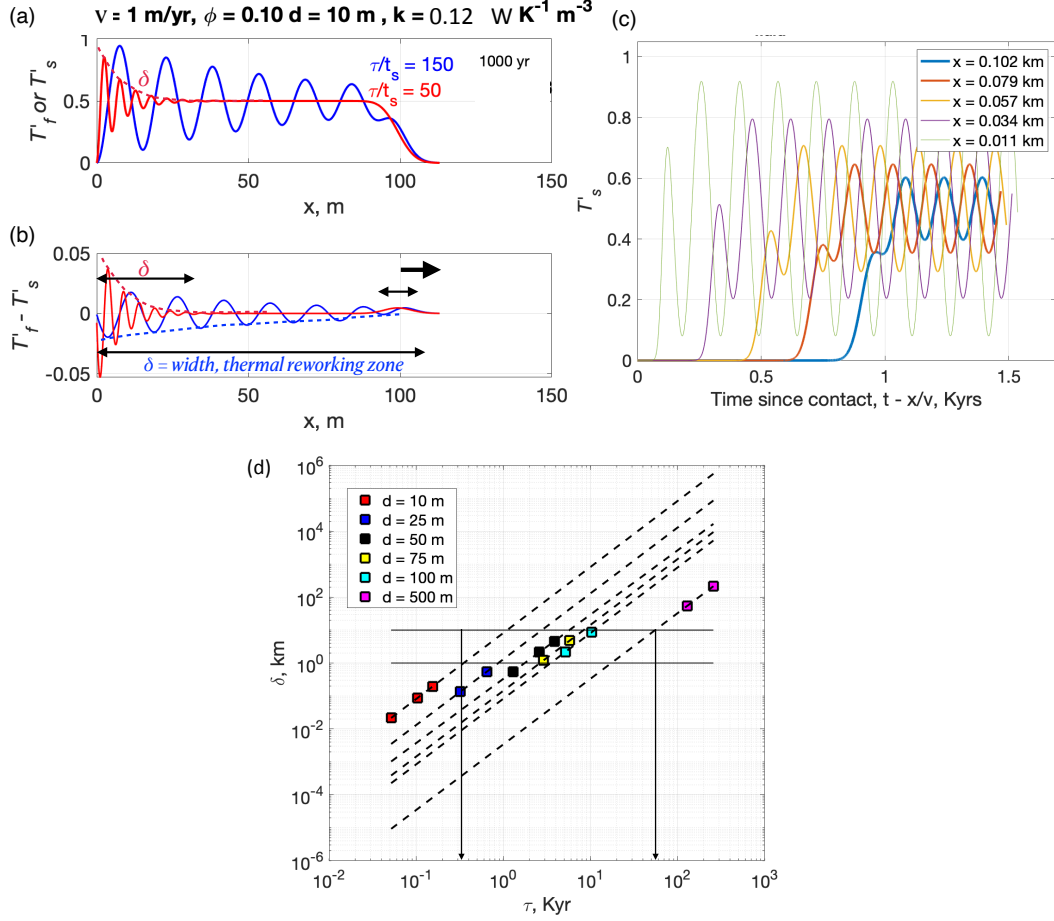 (a) v = 1 m/yr, ϕ = 0.10 d = 10 m , k = 0.12 W K⁻¹ m⁻³
T'f or T's
1
0.5
0
δ
τ/ts = 150
τ/ts = 50
1000 yr
0 50 100 150
x, m
(b)
T'f - T's
0.05
0
-0.05
δ
δ = width, thermal reworking zone
0 50 100 150
x, m
(c)
T's
1
0.8
0.6
0.4
0.2
0
x = 0.102 km
x = 0.079 km
x = 0.057 km
x = 0.034 km
x = 0.011 km
0 0.5 1 1.5
Time since contact, t - x/v, Kyrs
(d)
δ, km
10⁶
10⁴
10²
10⁰
10⁻²
10⁻⁴
10⁻⁶
d = 10 m
d = 25 m
d = 50 m
d = 75 m
d = 100 m
d = 500 m
10⁻² 10⁻¹ 10⁰ 10¹ 10² 10³
τ, Kyr